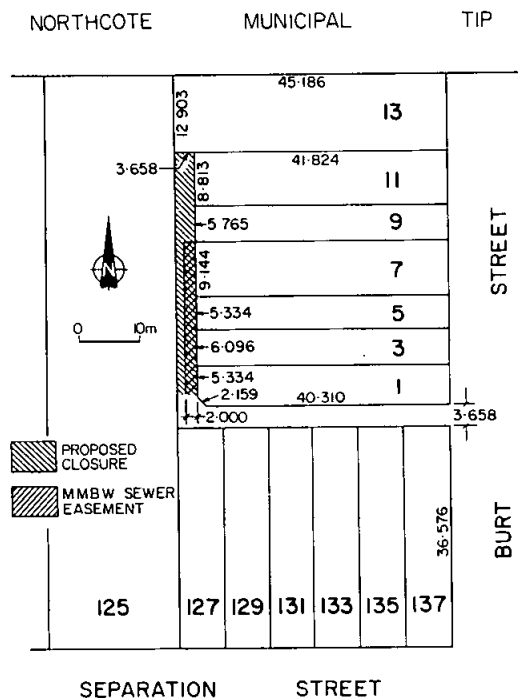 NORTHCOTE MUNICIPAL TIP
45·186
12 903
13
3·658
41·824
8·813
11
5 765
9
9·144
7
N
STREET
5·334
5
0 10m
6·096
3
5·334
1
2·159
40·310
3·658
2·000
PROPOSED
CLOSURE
MMBW SEWER
EASEMENT
36·576
BURT
125 127 129 131 133 135 137
SEPARATION STREET